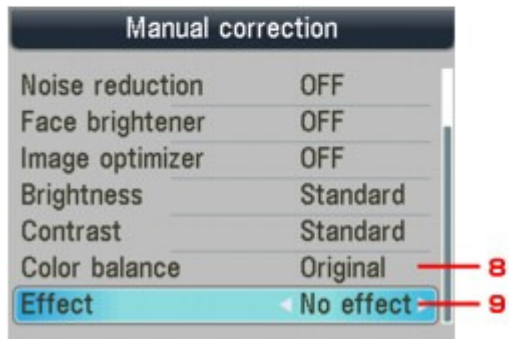 Manual correction
Noise reduction OFF
Face brightener OFF
Image optimizer OFF
Brightness Standard
Contrast Standard
Color balance Original 8
Effect No effect 9